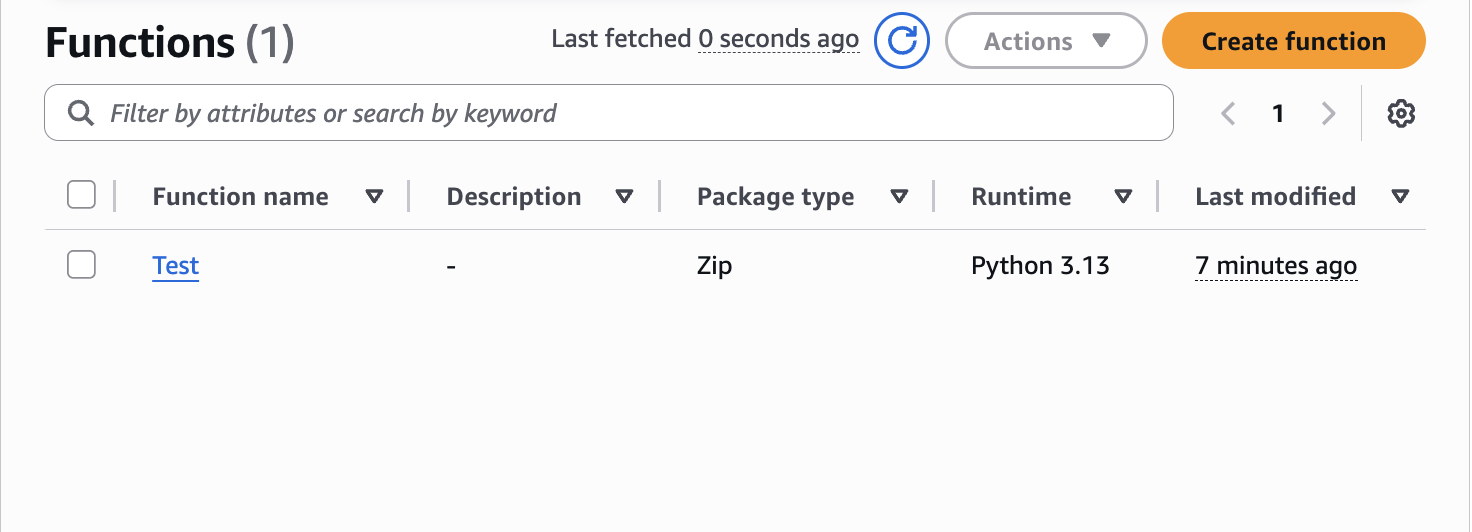 Functions (1) Last fetched 0 seconds ago Actions Create function
Filter by attributes or search by keyword 1
Function name Description Package type Runtime Last modified
Test - Zip Python 3.13 7 minutes ago